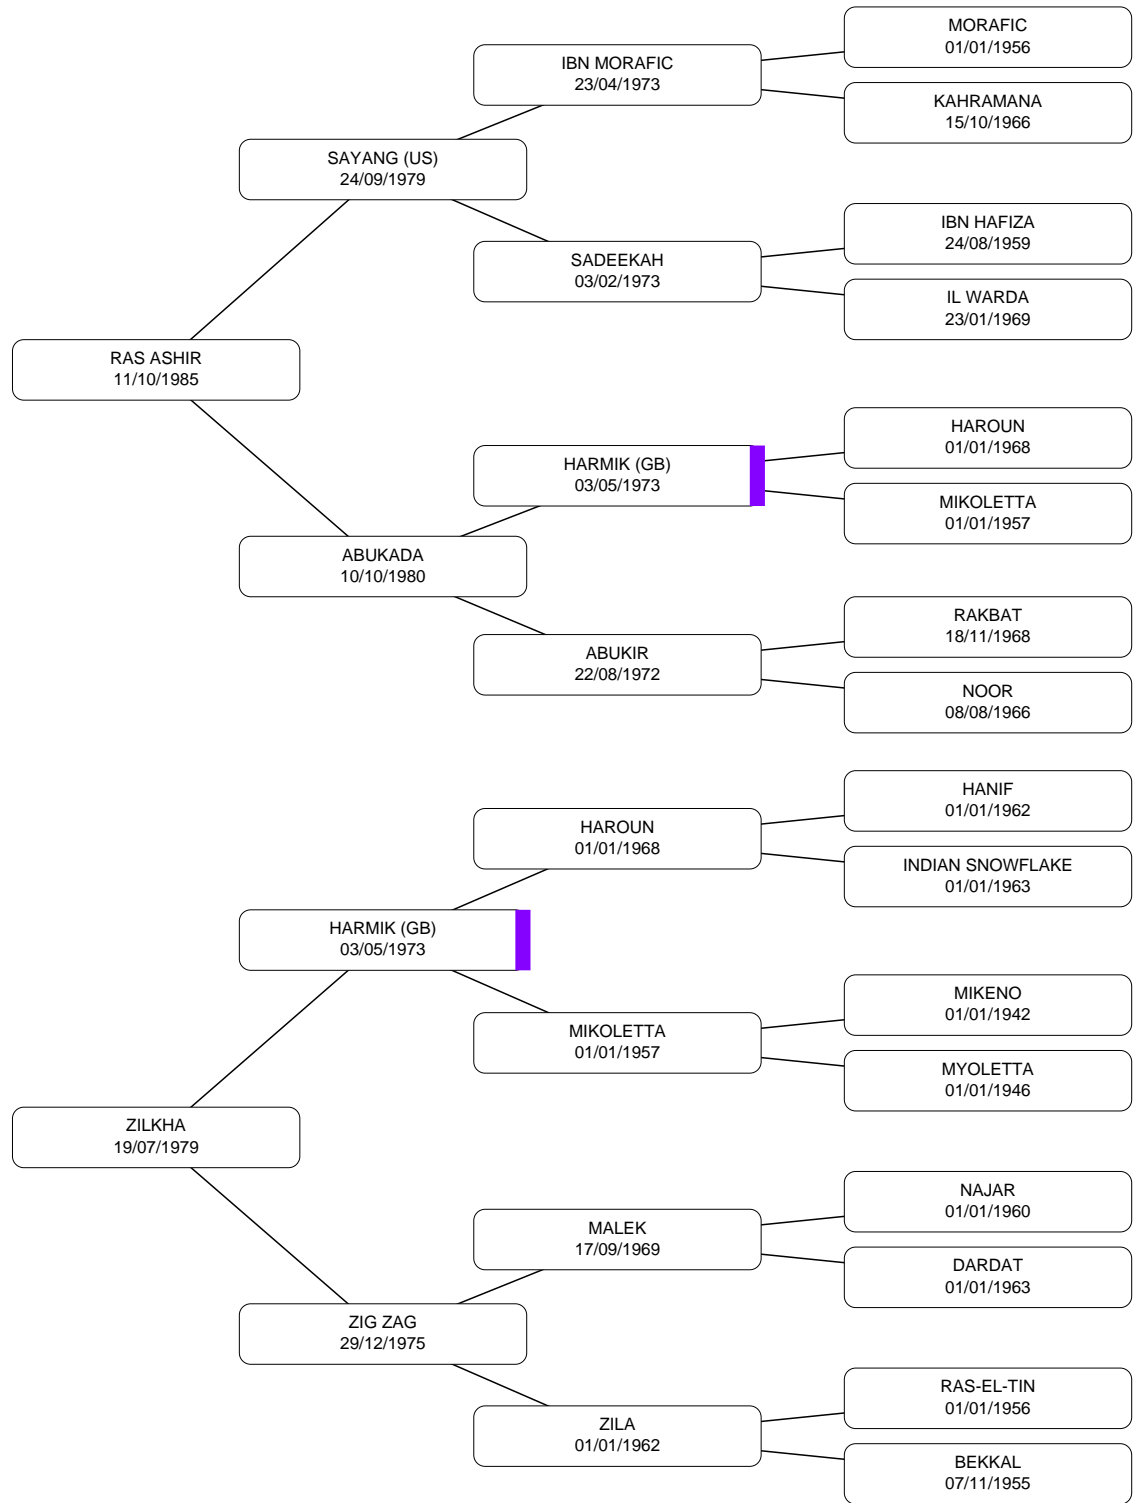 MORAFIC
01/01/1956
IBN MORAFIC
23/04/1973
KAHRAMANA
15/10/1966
SAYANG (US)
24/09/1979
IBN HAFIZA
24/08/1959
SADEEKAH
03/02/1973
IL WARDA
23/01/1969
RAS ASHIR
11/10/1985
HAROUN
01/01/1968
HARMIK (GB)
03/05/1973
MIKOLETTA
01/01/1957
ABUKADA
10/10/1980
RAKBAT
18/11/1968
ABUKIR
22/08/1972
NOOR
08/08/1966
HANIF
01/01/1962
HAROUN
01/01/1968
INDIAN SNOWFLAKE
01/01/1963
HARMIK (GB)
03/05/1973
MIKENO
01/01/1942
MIKOLETTA
01/01/1957
MYOLETTA
01/01/1946
ZILKHA
19/07/1979
NAJAR
01/01/1960
MALEK
17/09/1969
DARDAT
01/01/1963
ZIG ZAG
29/12/1975
RAS-EL-TIN
01/01/1956
ZILA
01/01/1962
BEKKAL
07/11/1955